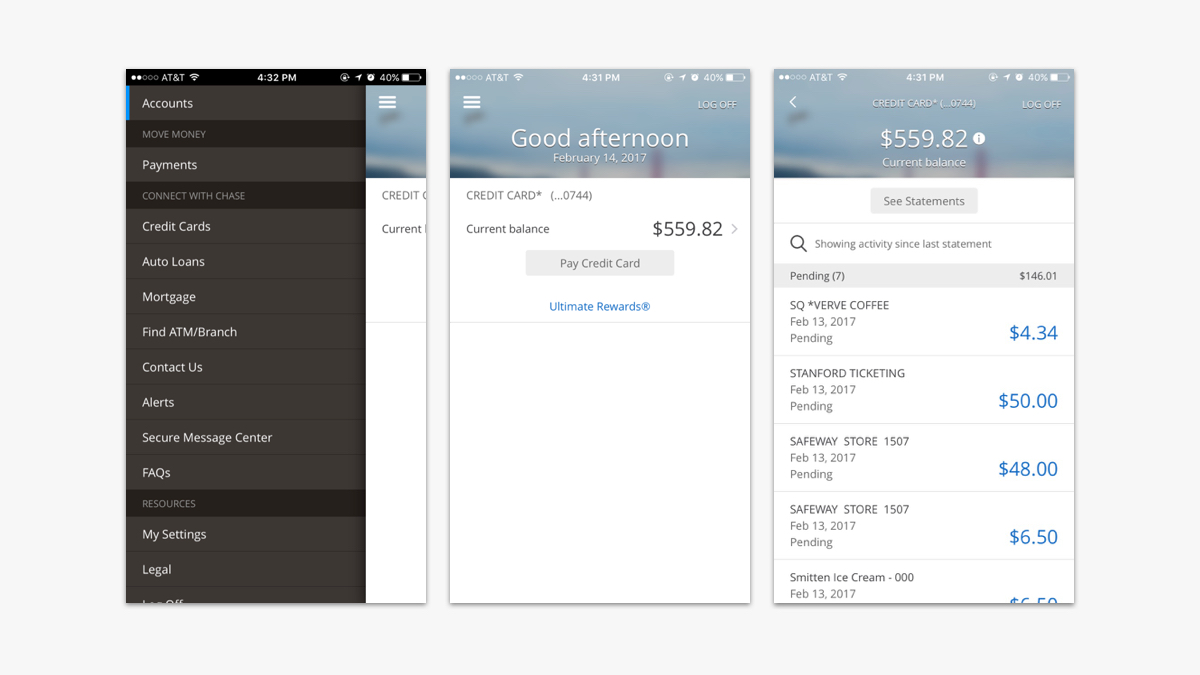 AT&T 4:32 PM 40%
Accounts
MOVE MONEY
Payments
CONNECT WITH CHASE
Credit Cards
Auto Loans
Mortgage
Find ATM/Branch
Contact Us
Alerts
Secure Message Center
FAQs
RESOURCES
My Settings
Legal
Log Off
CREDIT
Current
AT&T 4:31 PM 40%
LOG OFF
Good afternoon
February 14, 2017
CREDIT CARD* (...0744)
Current balance $559.82
Pay Credit Card
Ultimate Rewards®
AT&T 4:31 PM 40%
CREDIT CARD* (...0744) LOG OFF
$559.82
Current balance
See Statements
Showing activity since last statement
Pending (7) $146.01
SQ *VERVE COFFEE
Feb 13, 2017
Pending
$4.34
STANFORD TICKETING
Feb 13, 2017
Pending
$50.00
SAFEWAY STORE 1507
Feb 13, 2017
Pending
$48.00
SAFEWAY STORE 1507
Feb 13, 2017
Pending
$6.50
Smitten Ice Cream - 000
Feb 13, 2017